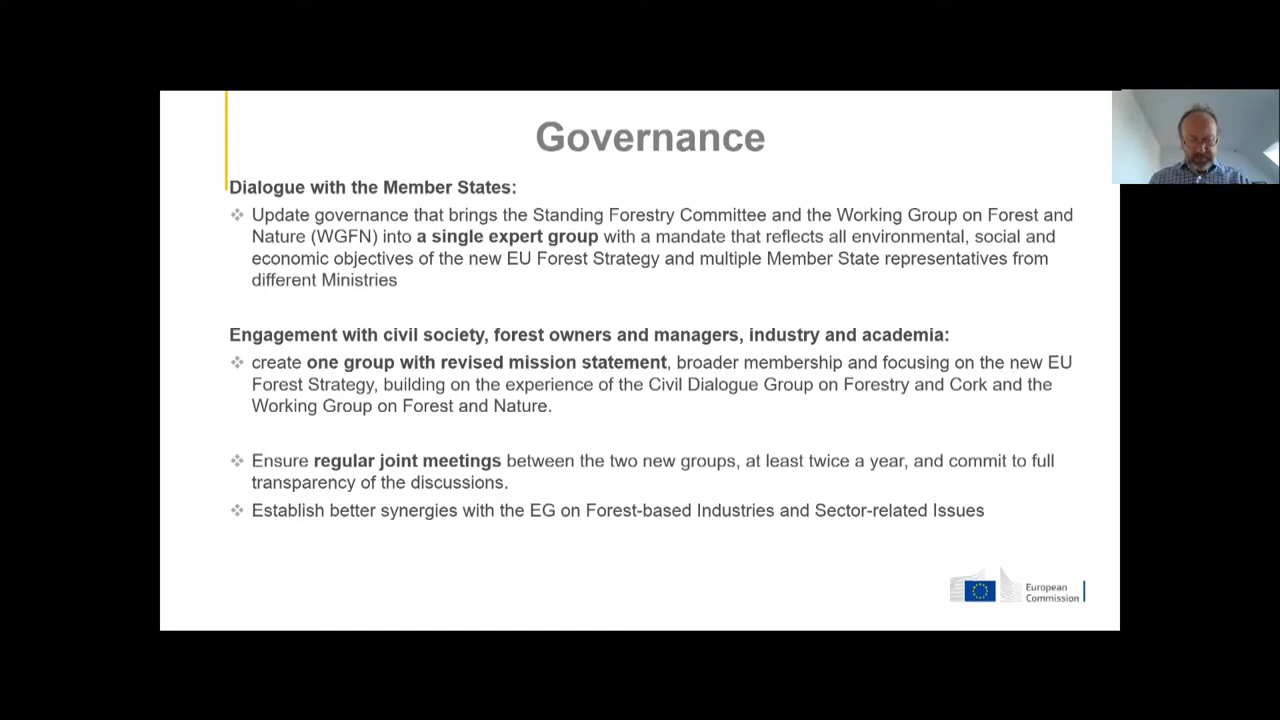 Governance
Dialogue with the Member States:
❖ Update governance that brings the Standing Forestry Committee and the Working Group on Forest and
Nature (WGFN) into a single expert group with a mandate that reflects all environmental, social and
economic objectives of the new EU Forest Strategy and multiple Member State representatives from
different Ministries
Engagement with civil society, forest owners and managers, industry and academia:
❖ create one group with revised mission statement, broader membership and focusing on the new EU
Forest Strategy, building on the experience of the Civil Dialogue Group on Forestry and Cork and the
Working Group on Forest and Nature.
❖ Ensure regular joint meetings between the two new groups, at least twice a year, and commit to full
transparency of the discussions.
❖ Establish better synergies with the EG on Forest-based Industries and Sector-related Issues
European
Commission